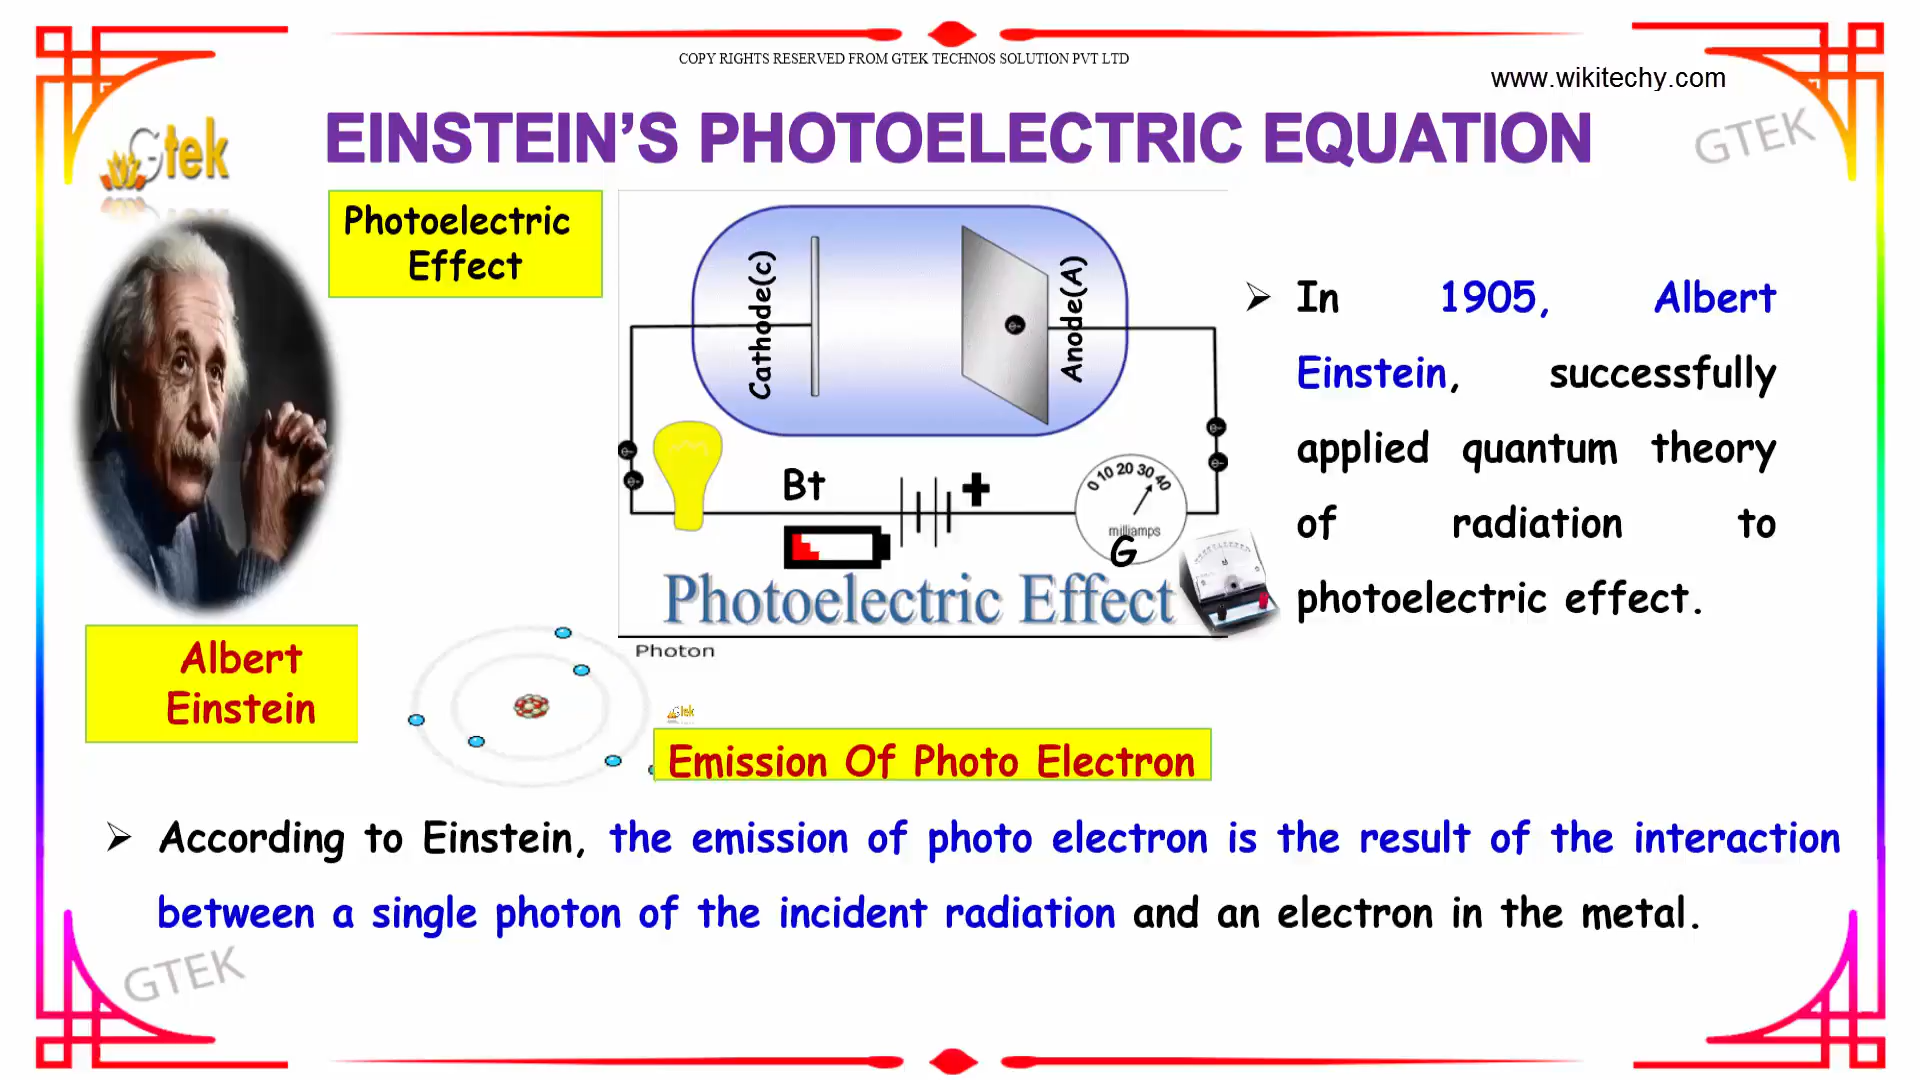 COPY RIGHTS RESERVED FROM GTEK TECHNOS SOLUTION PVT LTD
www.wikitechy.com
Gtek
EINSTEIN’S PHOTOELECTRIC EQUATION
GTEK
Photoelectric
Effect
Cathode(c)
Anode(A)
e-
e-
e-
e-
e-
Bt
+
0 10 20 30 40
milliamps
G
Photoelectric Effect
Photon
➢ In 1905, Albert
Einstein, successfully
applied quantum theory
of radiation to
photoelectric effect.
Albert
Einstein
Gtek
Emission Of Photo Electron
➢ According to Einstein, the emission of photo electron is the result of the interaction
between a single photon of the incident radiation and an electron in the metal.
GTEK